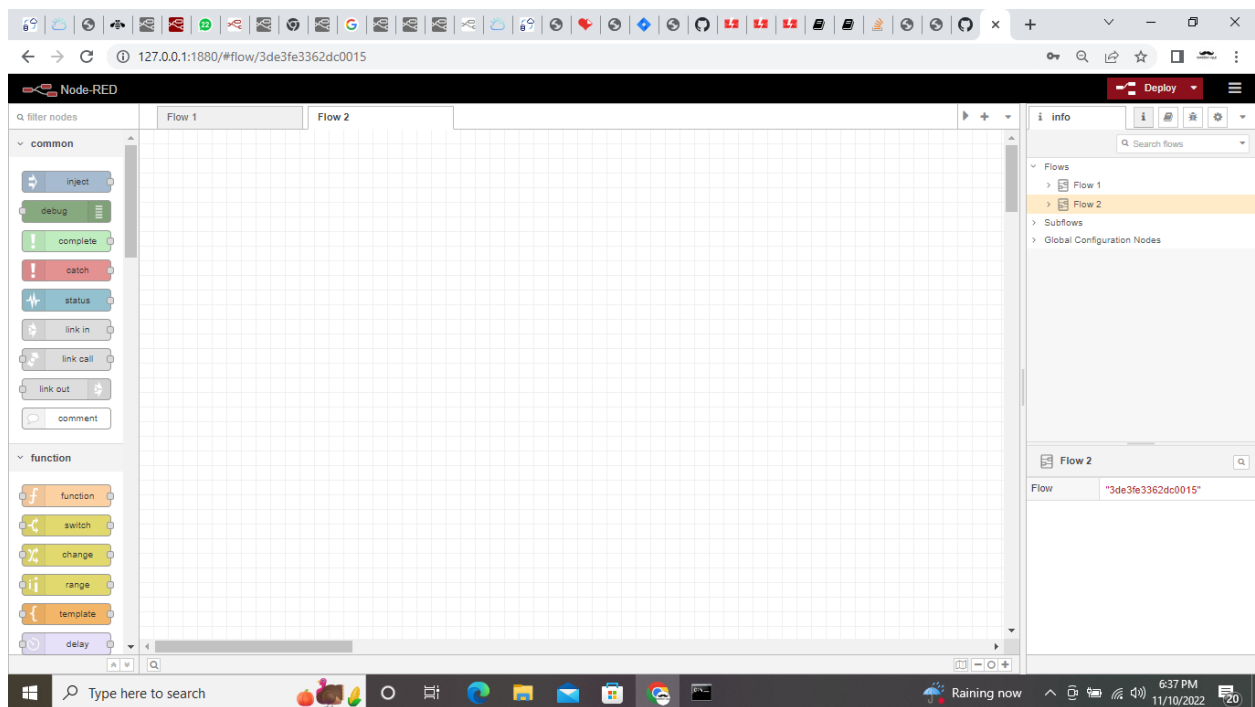 22
127.0.0.1:1880/#flow/3de3fe3362dc0015
Node-RED
Deploy
filter nodes
Flow 1
Flow 2
i info
i
Search flows
common
inject
debug
complete
catch
status
link in
link call
link out
comment
function
function
switch
change
range
template
delay
Flows
Flow 1
Flow 2
Subflows
Global Configuration Nodes
Flow 2
Flow "3de3fe3362dc0015"
Type here to search
Raining now
6:37 PM
11/10/2022
20